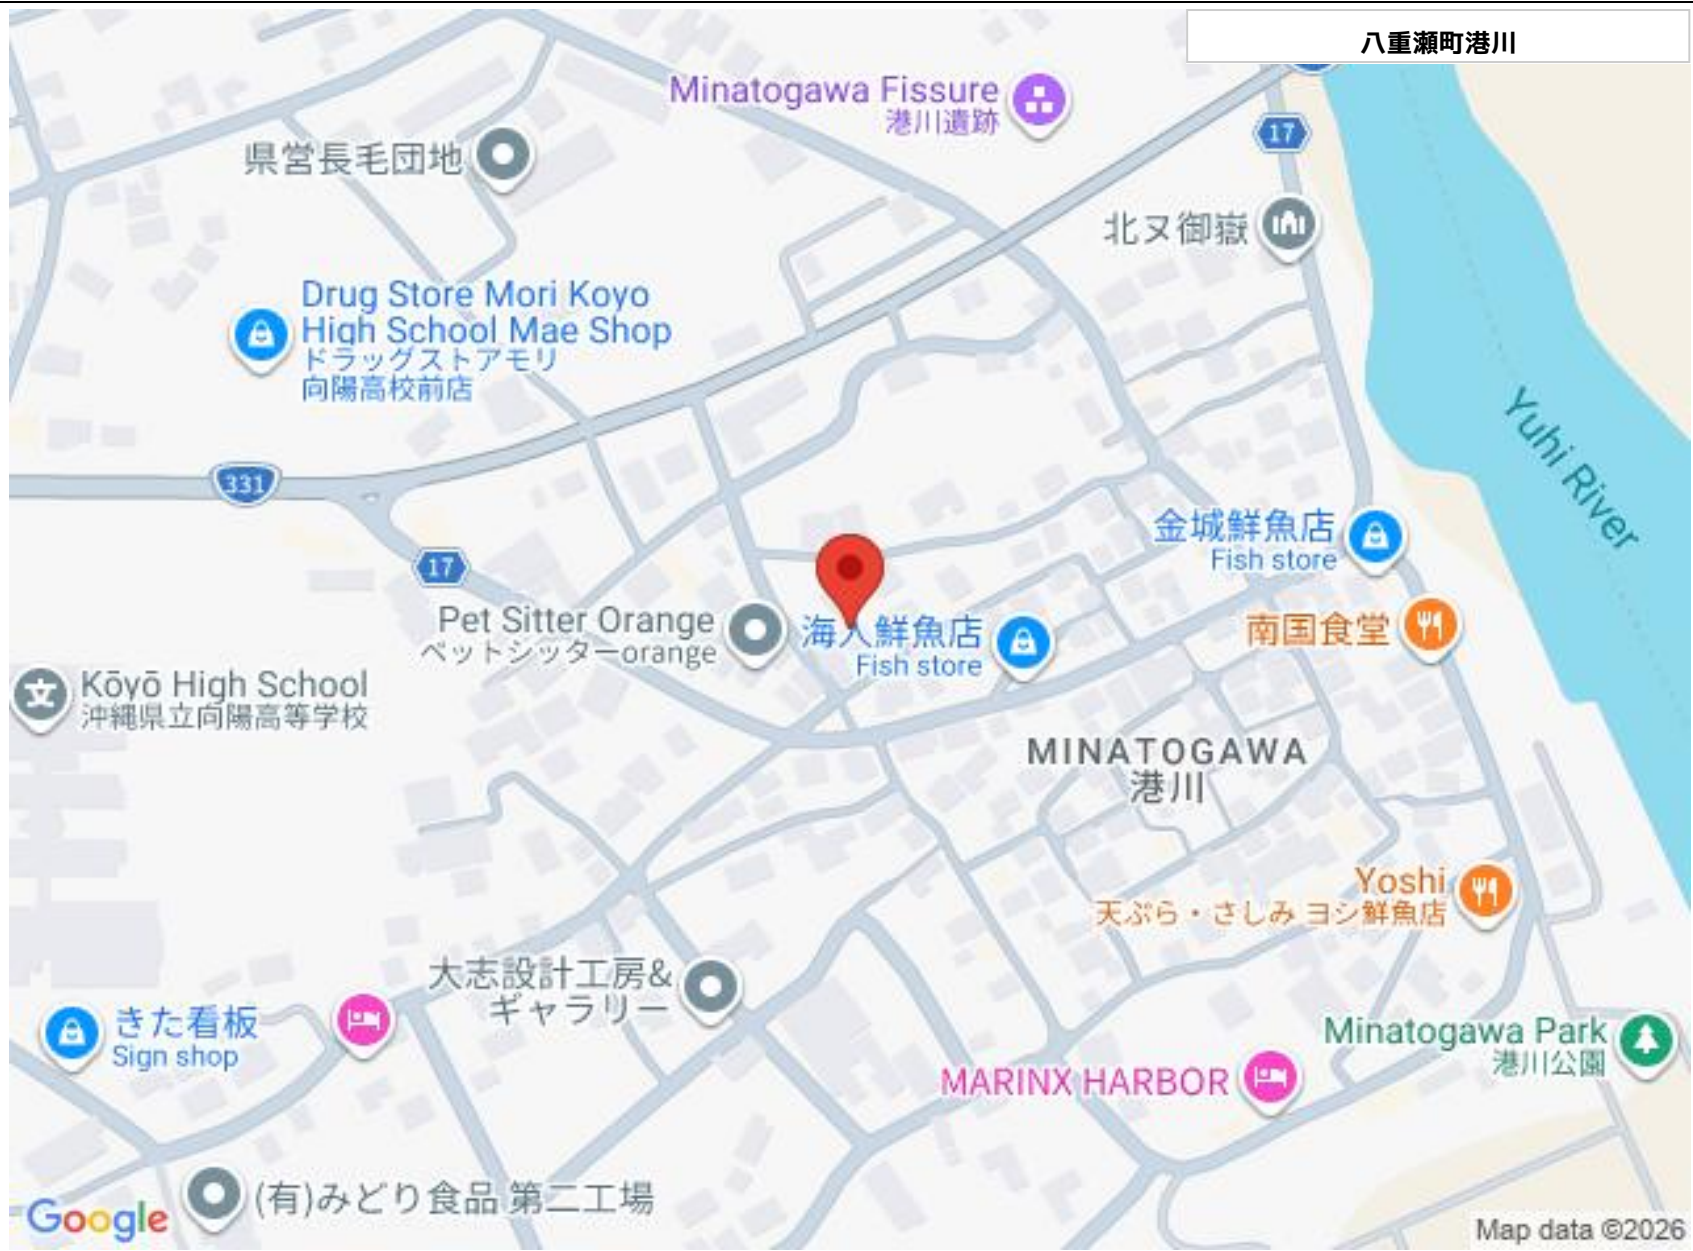 八重瀬町港川
Minatogawa Fissure
港川遺跡
17
県営長毛団地
北ヌ御嶽
Drug Store Mori Koyo
High School Mae Shop
ドラッグストアモリ
向陽高校前店
Yuhi River
331
金城鮮魚店
Fish store
17
Pet Sitter Orange
ペットシッターorange
海人鮮魚店
Fish store
南国食堂
Kōyō High School
沖縄県立向陽高等学校
MINATOGAWA
港川
Yoshi
天ぷら・さしみ ヨシ鮮魚店
大志設計工房&
ギャラリー
きた看板
Sign shop
Minatogawa Park
港川公園
MARINX HARBOR
(有)みどり食品 第二工場
Google
Map data ©2026